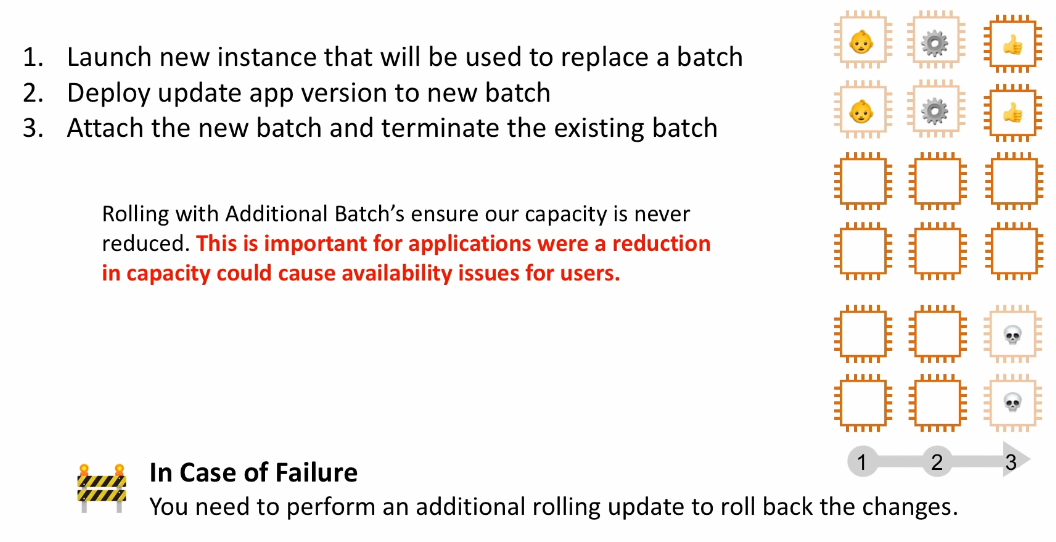 1. Launch new instance that will be used to replace a batch
2. Deploy update app version to new batch
3. Attach the new batch and terminate the existing batch
Rolling with Additional Batch’s ensure our capacity is never
reduced. This is important for applications were a reduction
in capacity could cause availability issues for users.
1 2 3
In Case of Failure
You need to perform an additional rolling update to roll back the changes.